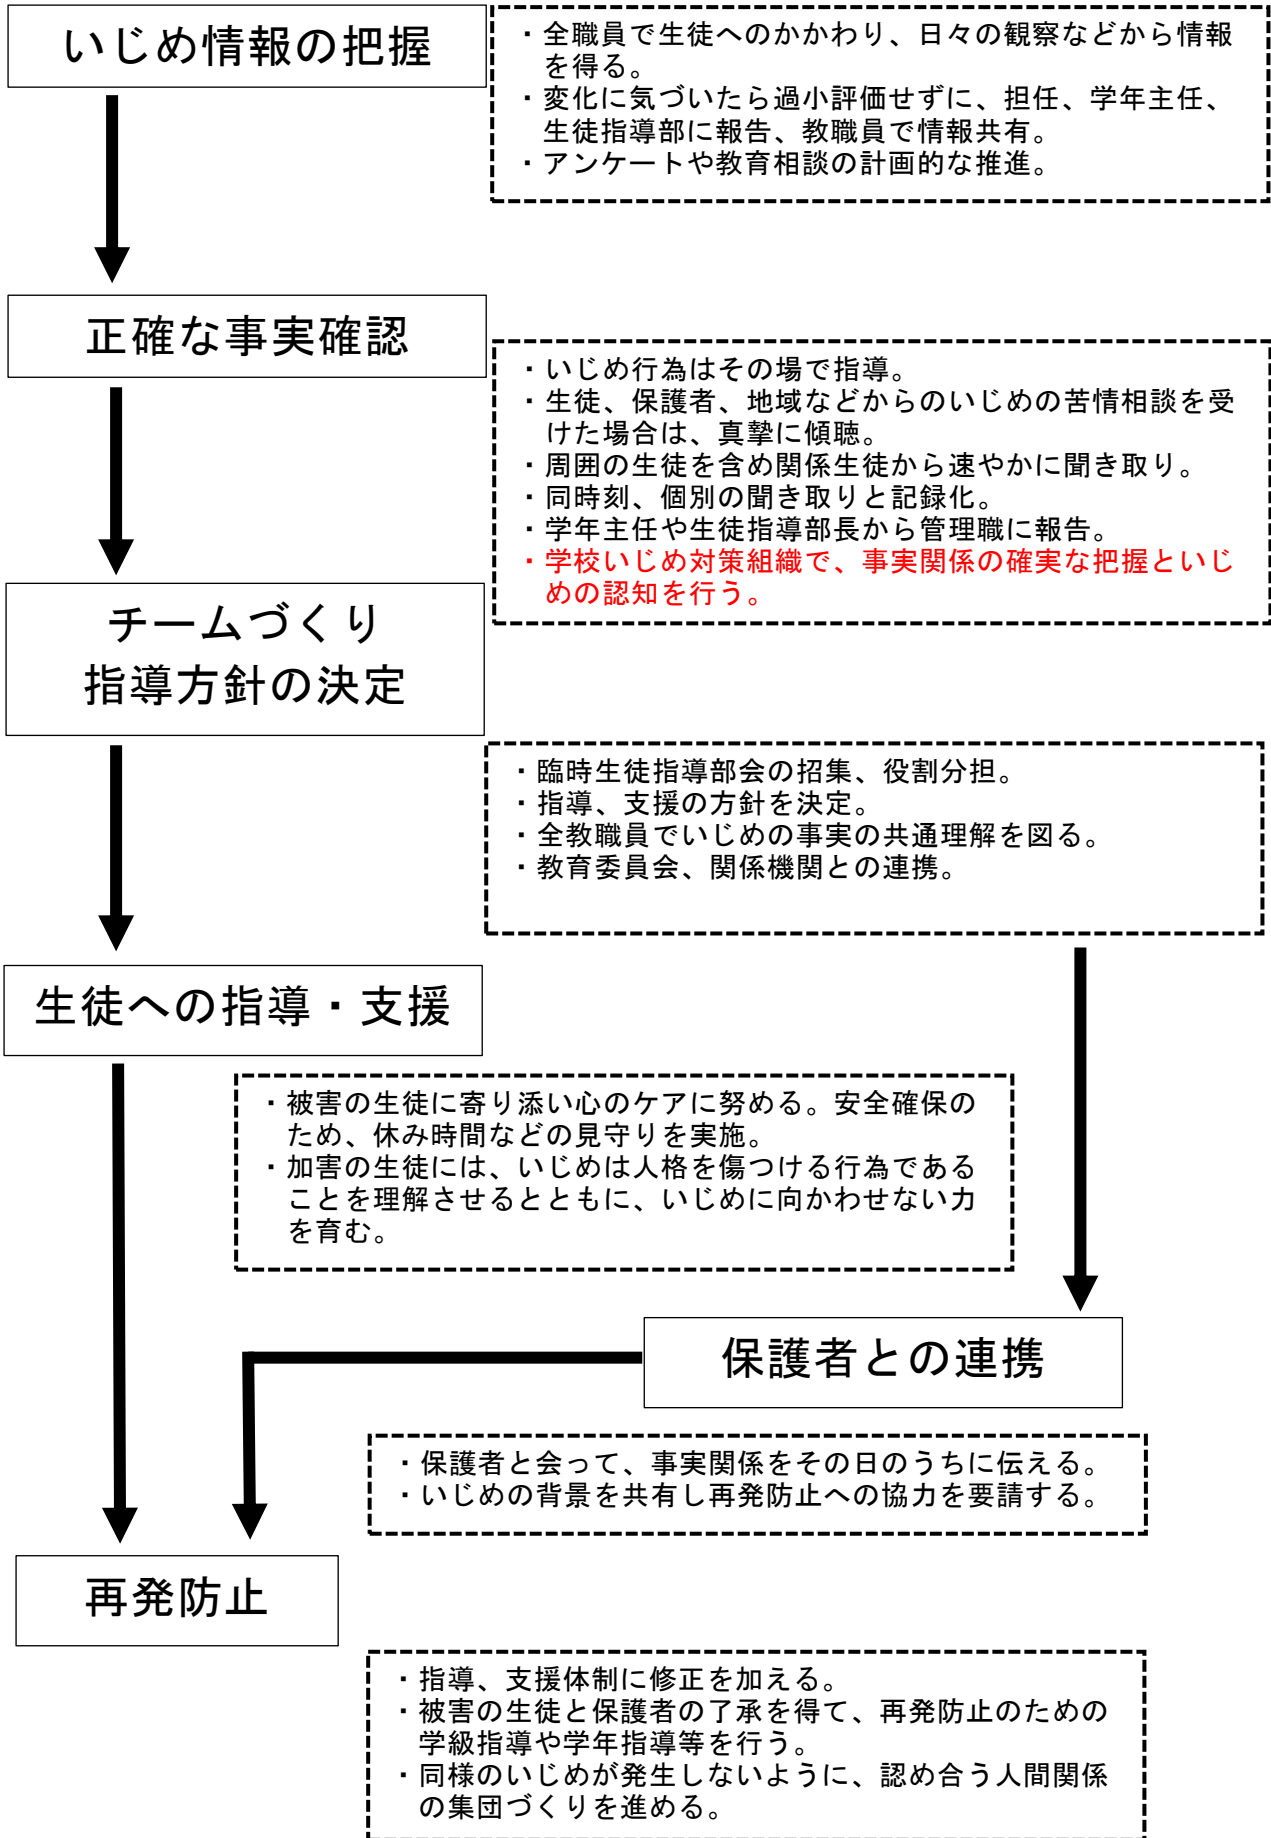 いじめ情報の把握
・全職員で生徒へのかかわり、日々の観察などから情報
を得る。
・変化に気づいたら過小評価せずに、担任、学年主任、
生徒指導部に報告、教職員で情報共有。
・アンケートや教育相談の計画的な推進。
正確な事実確認
・いじめ行為はその場で指導。
・生徒、保護者、地域などからのいじめの苦情相談を受
けた場合は、真摯に傾聴。
・周囲の生徒を含め関係生徒から速やかに聞き取り。
・同時刻、個別の聞き取りと記録化。
・学年主任や生徒指導部長から管理職に報告。
・学校いじめ対策組織で、事実関係の確実な把握といじ
めの認知を行う。
チームづくり
指導方針の決定
・臨時生徒指導部会の招集、役割分担。
・指導、支援の方針を決定。
・全教職員でいじめの事実の共通理解を図る。
・教育委員会、関係機関との連携。
生徒への指導・支援
・被害の生徒に寄り添い心のケアに努める。安全確保の
ため、休み時間などの見守りを実施。
・加害の生徒には、いじめは人格を傷つける行為である
ことを理解させるとともに、いじめに向かわせない力
を育む。
保護者との連携
・保護者と会って、事実関係をその日のうちに伝える。
・いじめの背景を共有し再発防止への協力を要請する。
再発防止
・指導、支援体制に修正を加える。
・被害の生徒と保護者の了承を得て、再発防止のための
学級指導や学年指導等を行う。
・同様のいじめが発生しないように、認め合う人間関係
の集団づくりを進める。